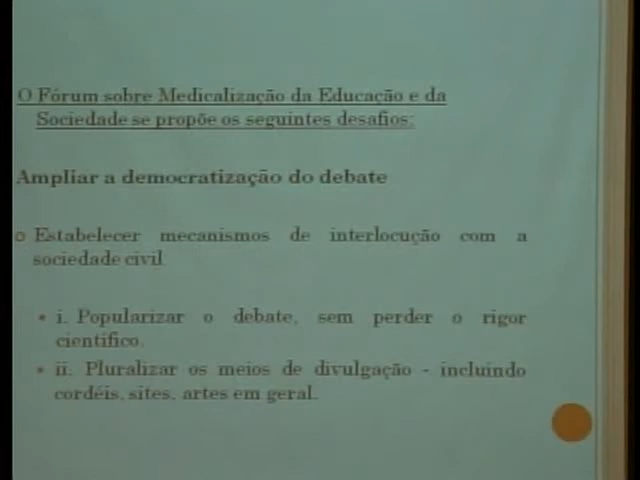 O Fórum sobre Medicalização da Educação e da
Sociedade se propõe os seguintes desafios:
Ampliar a democratização do debate
Estabelecer mecanismos de interlocução com a
sociedade civil
i. Popularizar o debate, sem perder o rigor
científico.
ii. Pluralizar os meios de divulgação - incluindo
cordéis, sites, artes em geral.